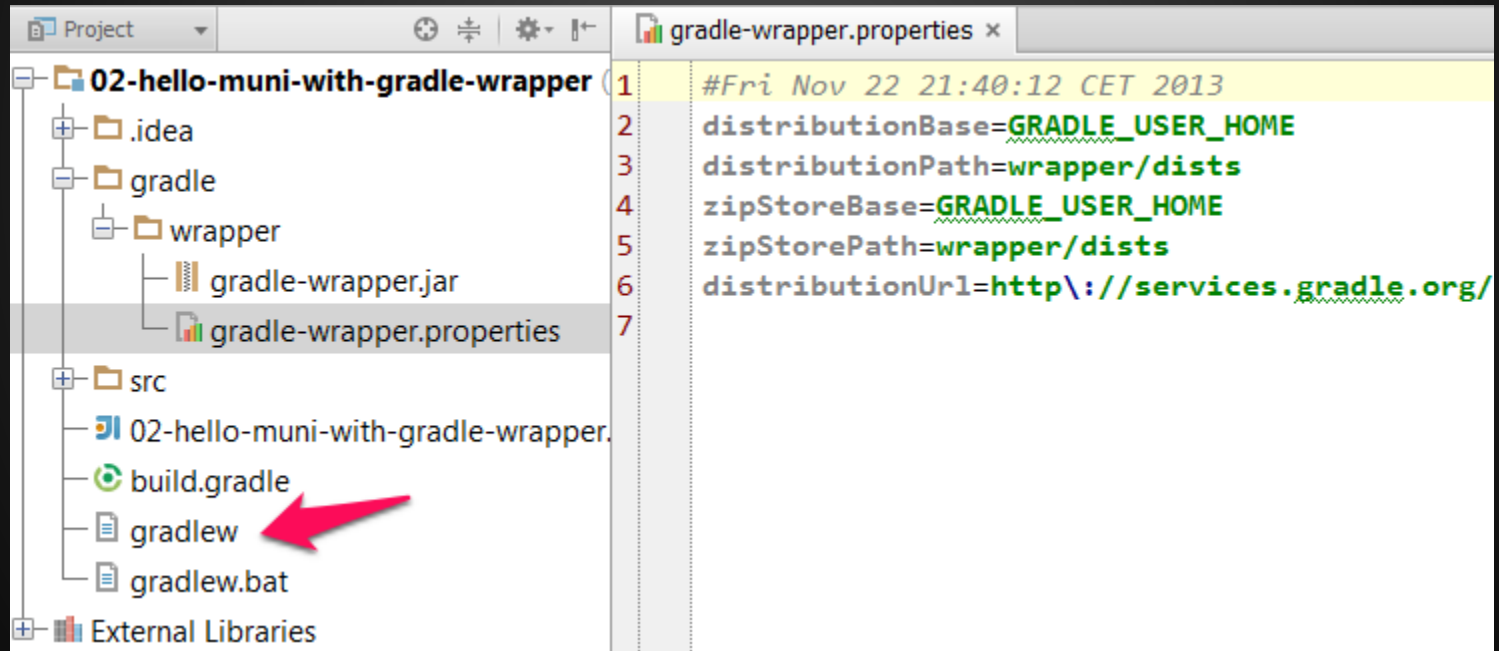 Project
02-hello-muni-with-gradle-wrapper (
.idea
gradle
wrapper
gradle-wrapper.jar
gradle-wrapper.properties
src
02-hello-muni-with-gradle-wrapper.
build.gradle
gradlew
gradlew.bat
External Libraries
gradle-wrapper.properties
1 #Fri Nov 22 21:40:12 CET 2013
2 distributionBase=GRADLE_USER_HOME
3 distributionPath=wrapper/dists
4 zipStoreBase=GRADLE_USER_HOME
5 zipStorePath=wrapper/dists
6 distributionUrl=http\://services.gradle.org/
7